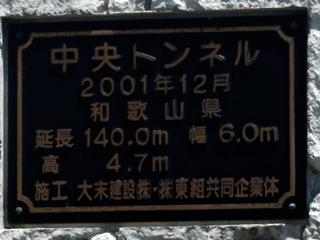 中央トンネル
2001年12月
和歌山県
延長 140.0m 幅 6.0m
高 4.7m
施工 大末建設㈱・㈱東組共同企業体